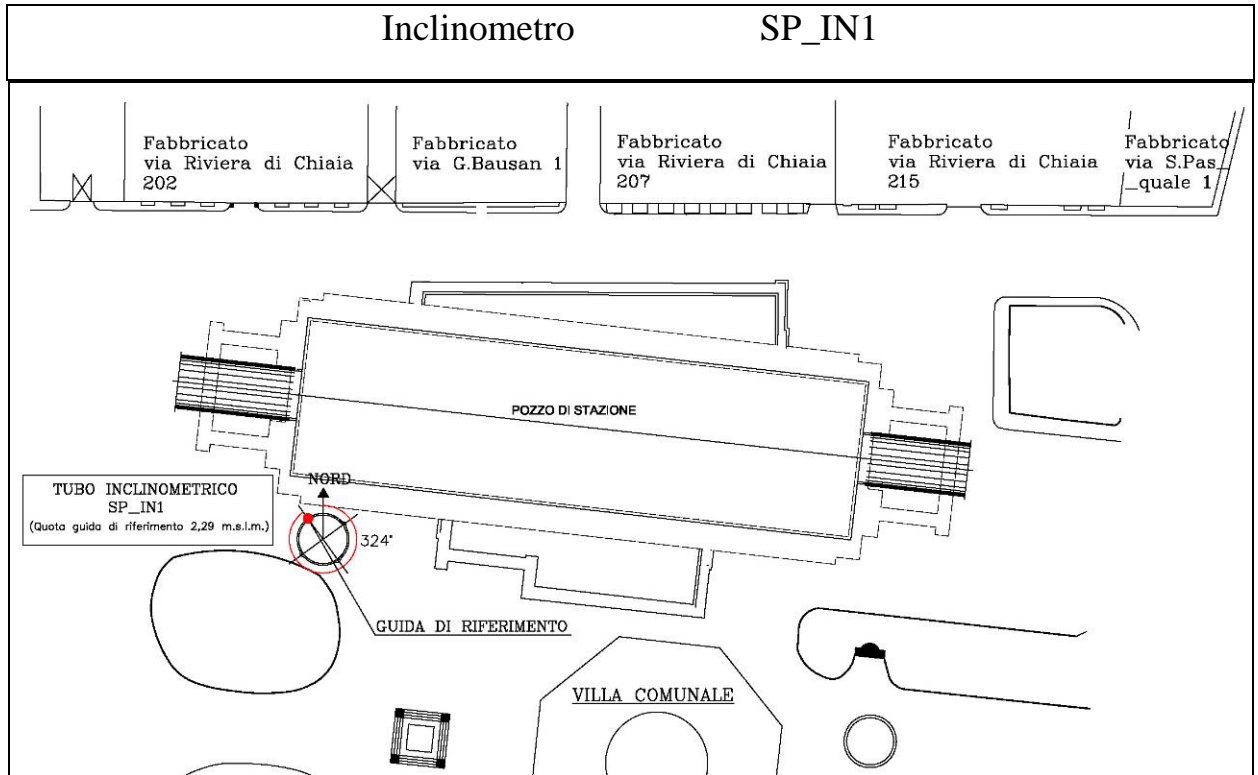 Inclinometro SP_IN1
Fabbricato
via Riviera di Chiaia
202
Fabbricato
via G.Bausan 1
Fabbricato
via Riviera di Chiaia
207
Fabbricato
via Riviera di Chiaia
215
Fabbricato
via S.Pas
_quale 1
POZZO DI STAZIONE
TUBO INCLINOMETRICO
SP_IN1
(Quota guida di riferimento 2,29 m.s.l.m.)
NORD
324°
GUIDA DI RIFERIMENTO
VILLA COMUNALE